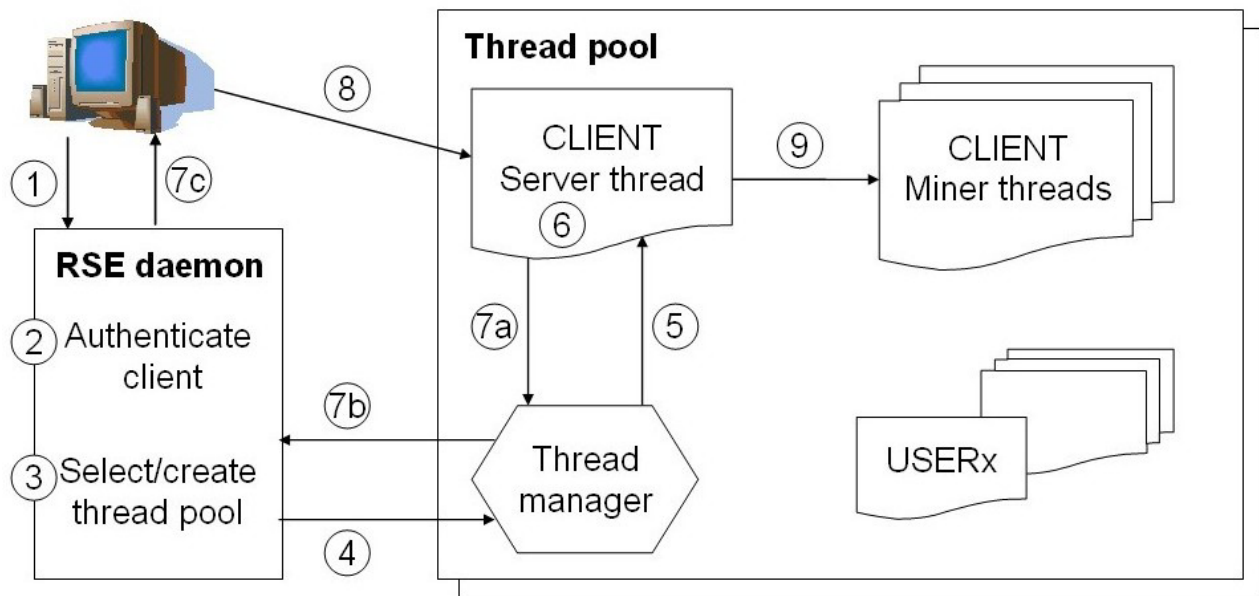 Thread pool
8
CLIENT
Server thread
6
9
CLIENT
Miner threads
1
7c
RSE daemon
2
Authenticate
client
3
Select/create
thread pool
7a
5
7b
4
Thread
manager
USERx